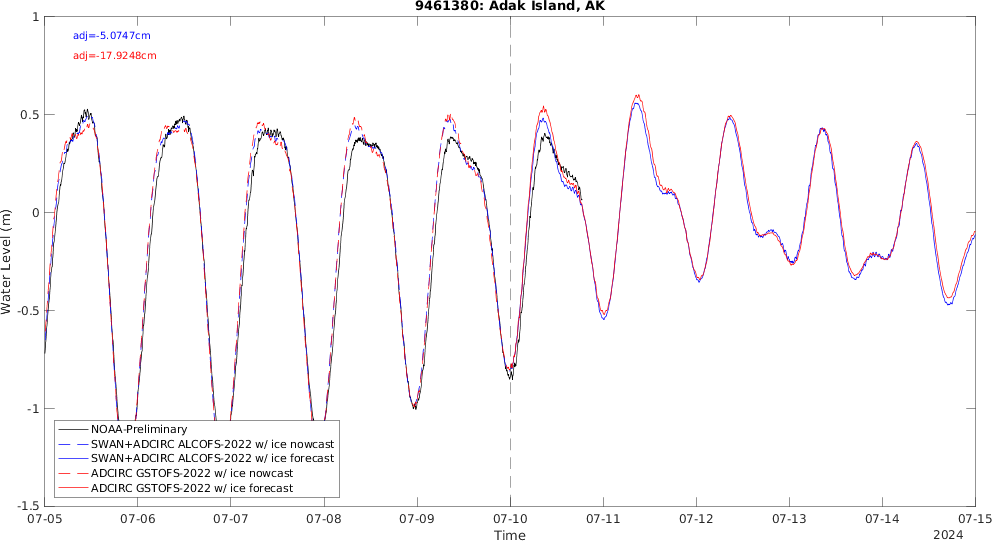 9461380: Adak Island, AK
adj=-5.0747cm
adj=-17.9248cm
1
0.5
0
-0.5
-1
-1.5
Water Level (m)
NOAA-Preliminary
SWAN+ADCIRC ALCOFS-2022 w/ ice nowcast
SWAN+ADCIRC ALCOFS-2022 w/ ice forecast
ADCIRC GSTOFS-2022 w/ ice nowcast
ADCIRC GSTOFS-2022 w/ ice forecast
07-05 07-06 07-07 07-08 07-09 07-10 07-11 07-12 07-13 07-14 07-15
Time
2024